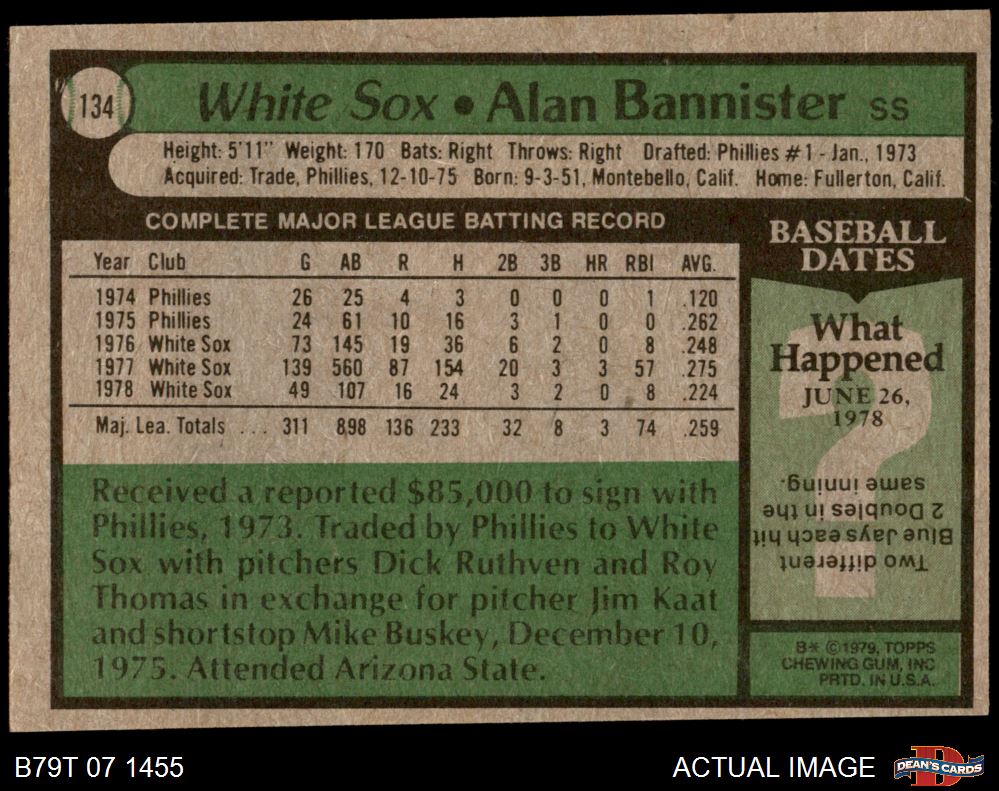 134
White Sox • Alan Bannister SS
Height: 5'11" Weight: 170 Bats: Right Throws: Right Drafted: Phillies #1 - Jan., 1973
Acquired: Trade, Phillies, 12-10-75 Born: 9-3-51, Montebello, Calif. Home: Fullerton, Calif.
COMPLETE MAJOR LEAGUE BATTING RECORD
Year Club G AB R H 2B 3B HR RBI AVG.
1974 Phillies 26 25 4 3 0 0 0 1 .120
1975 Phillies 24 61 10 16 3 1 0 0 .262
1976 White Sox 73 145 19 36 6 2 0 8 .248
1977 White Sox 139 560 87 154 20 3 3 57 .275
1978 White Sox 49 107 16 24 3 2 0 8 .224
Maj. Lea. Totals ... 311 898 136 233 32 8 3 74 .259
Received a reported $85,000 to sign with
Phillies, 1973. Traded by Phillies to White
Sox with pitchers Dick Ruthven and Roy
Thomas in exchange for pitcher Jim Kaat
and shortstop Mike Buskey, December 10,
1975. Attended Arizona State.
BASEBALL
DATES
What
Happened
JUNE 26,
1978
?
Two different
Blue Jays each hit
2 Doubles in the
same inning.
B* ©1979, TOPPS
CHEWING GUM, INC
PRTD. IN U.S.A.
B79T 07 1455
ACTUAL IMAGE
D
DEAN'S CARDS